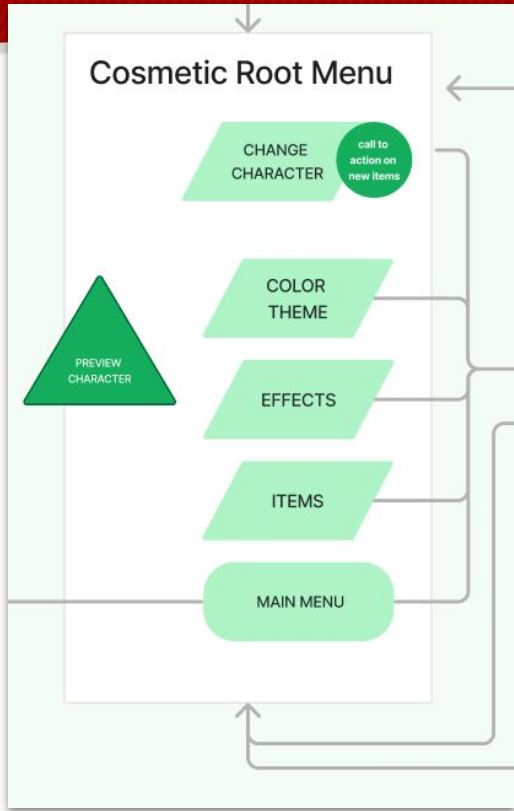 Cosmetic Root Menu
CHANGE
CHARACTER
call to
action on
new items
COLOR
THEME
PREVIEW
CHARACTER
EFFECTS
ITEMS
MAIN MENU